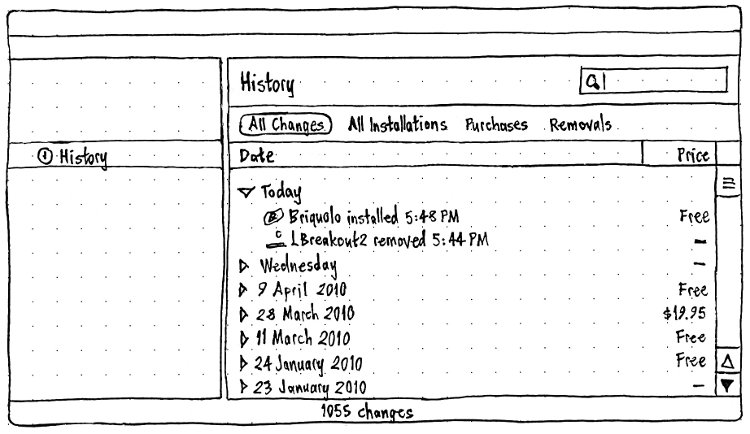 History
All Changes All Installations Purchases Removals
History
Date Price
Today
Briquolo installed 5:48 PM Free
LBreakout2 removed 5:44 PM –
Wednesday –
9 April 2010 Free
28 March 2010 $19.95
11 March 2010 Free
24 January 2010 Free
23 January 2010 –
1055 changes